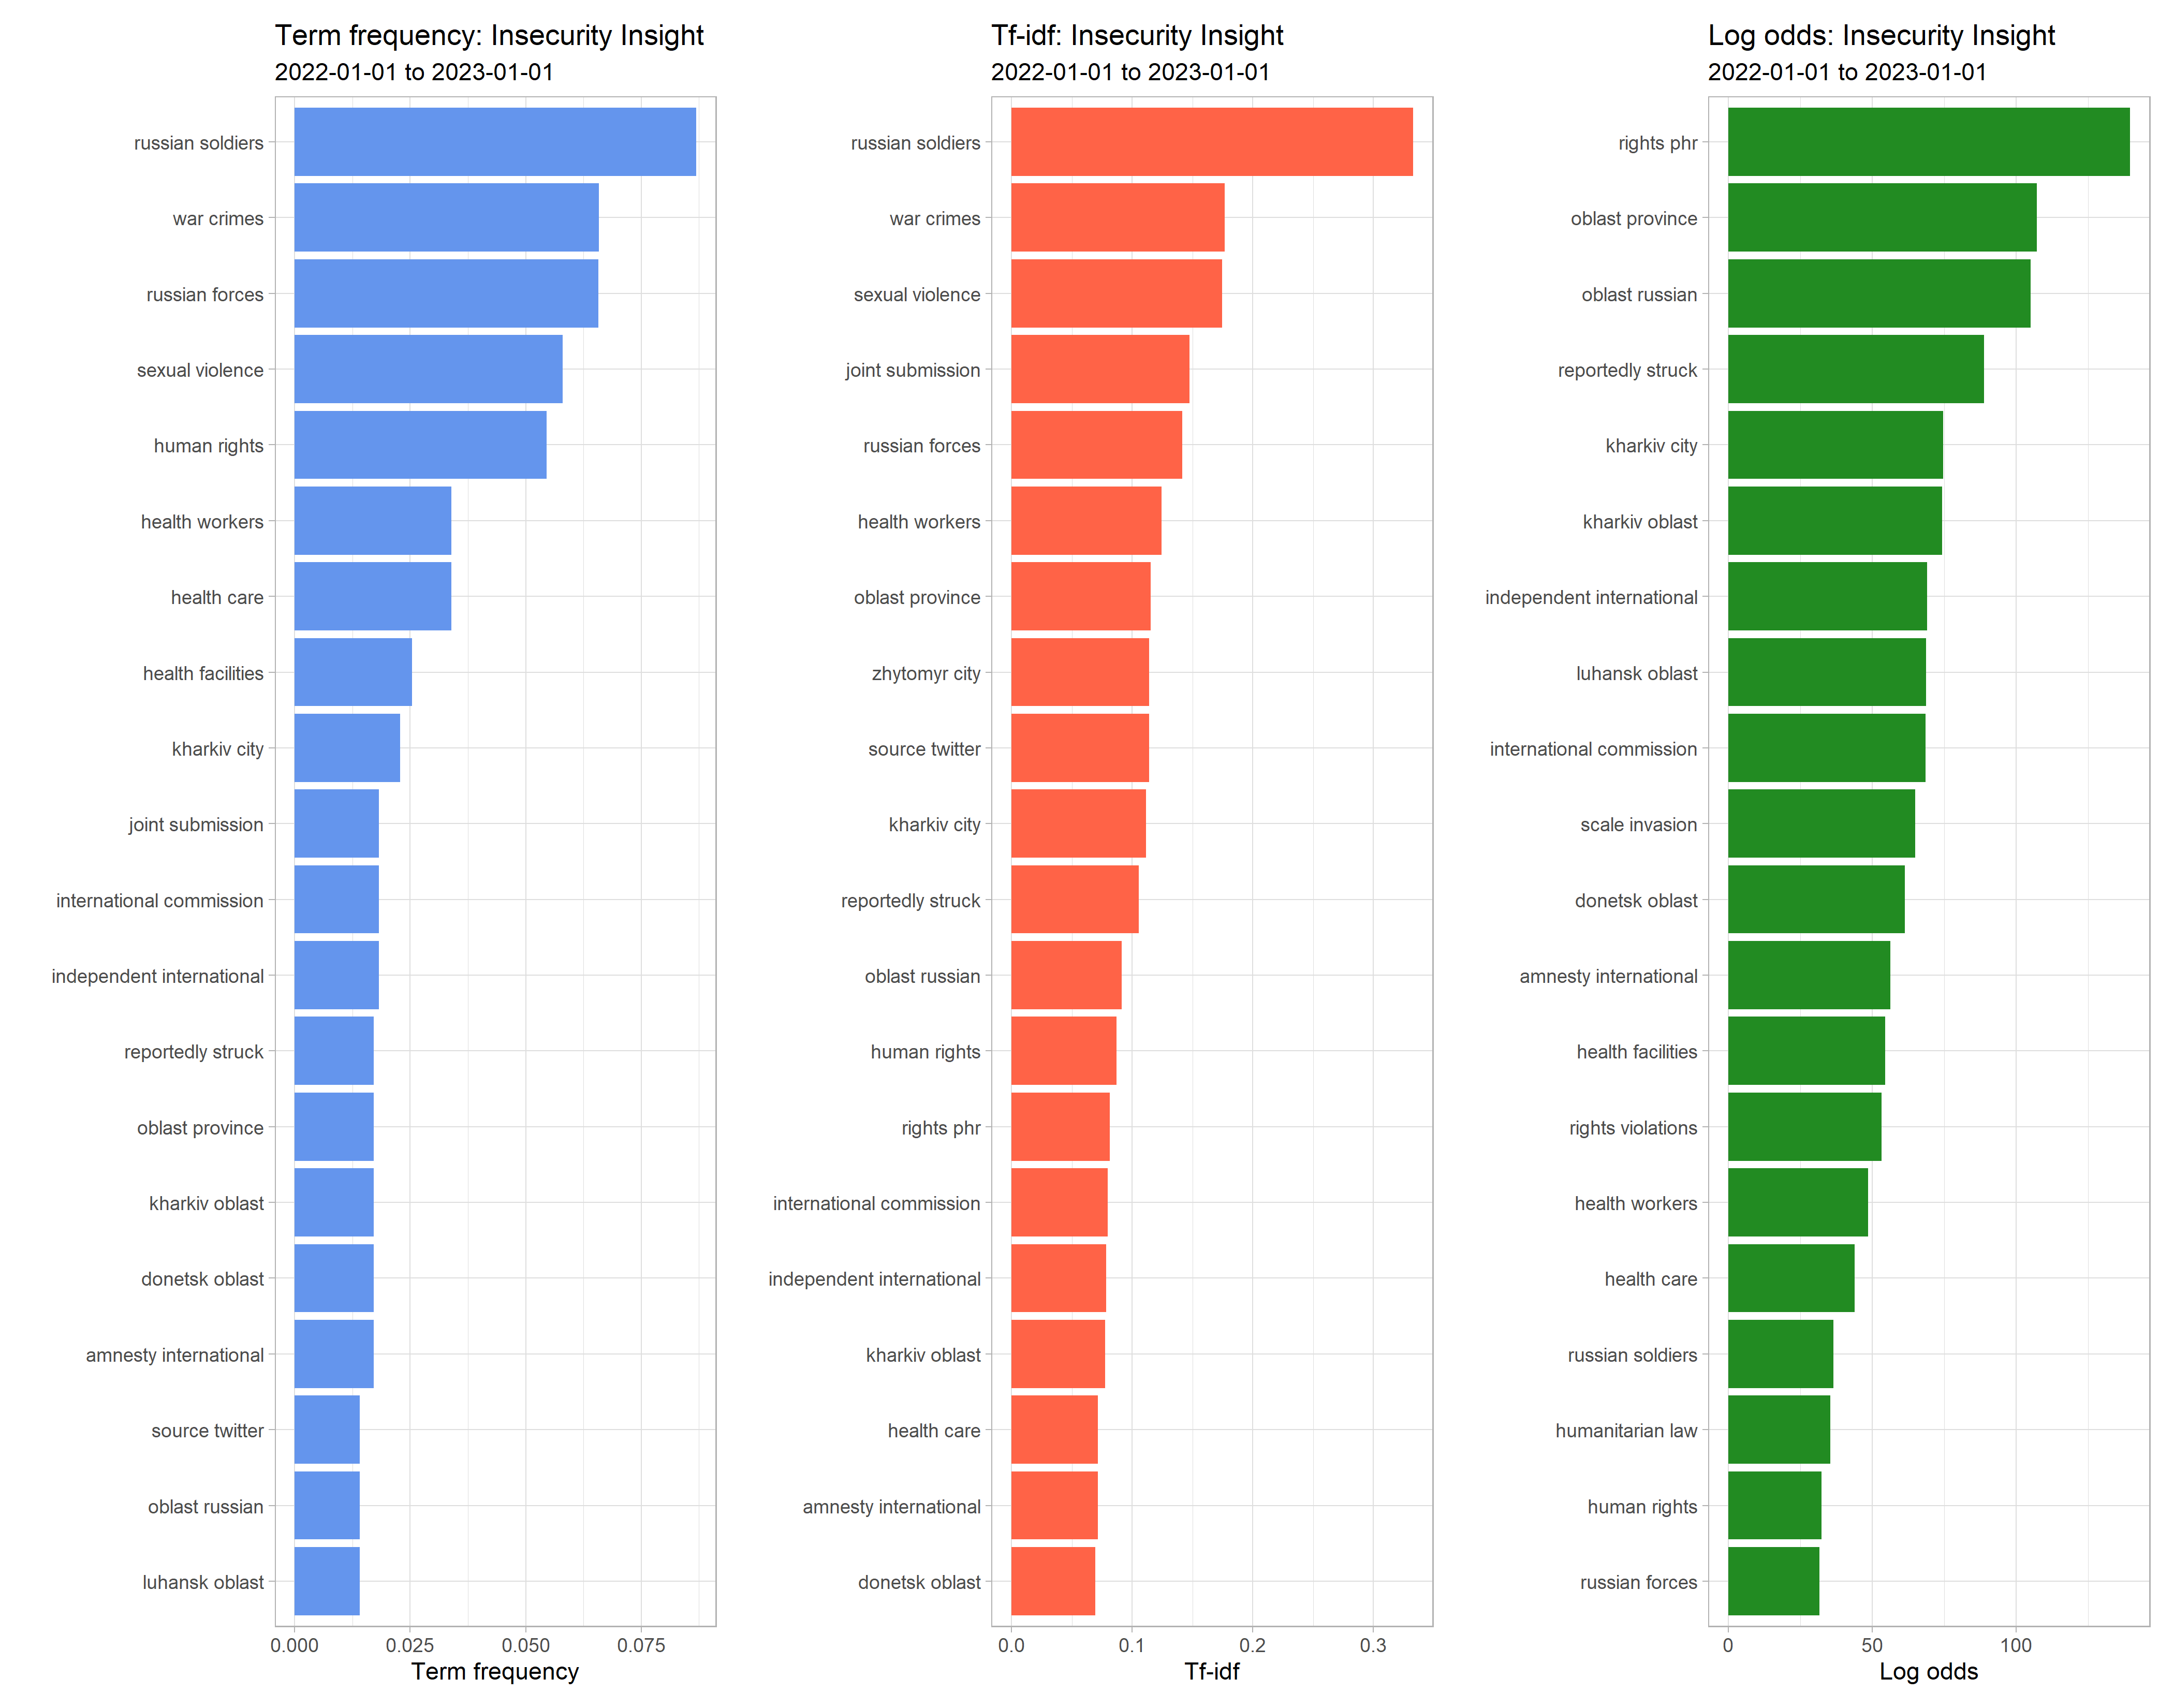 Term frequency: Insecurity Insight
2022-01-01 to 2023-01-01
russian soldiers
war crimes
russian forces
sexual violence
human rights
health workers
health care
health facilities
kharkiv city
joint submission
international commission
independent international
reportedly struck
oblast province
kharkiv oblast
donetsk oblast
amnesty international
source twitter
oblast russian
luhansk oblast
0.000 0.025 0.050 0.075
Term frequency
Tf-idf: Insecurity Insight
2022-01-01 to 2023-01-01
russian soldiers
war crimes
sexual violence
joint submission
russian forces
health workers
oblast province
zhytomyr city
source twitter
kharkiv city
reportedly struck
oblast russian
human rights
rights phr
international commission
independent international
kharkiv oblast
health care
amnesty international
donetsk oblast
0.0 0.1 0.2 0.3
Tf-idf
Log odds: Insecurity Insight
2022-01-01 to 2023-01-01
rights phr
oblast province
oblast russian
reportedly struck
kharkiv city
kharkiv oblast
independent international
luhansk oblast
international commission
scale invasion
donetsk oblast
amnesty international
health facilities
rights violations
health workers
health care
russian soldiers
humanitarian law
human rights
russian forces
0 50 100
Log odds